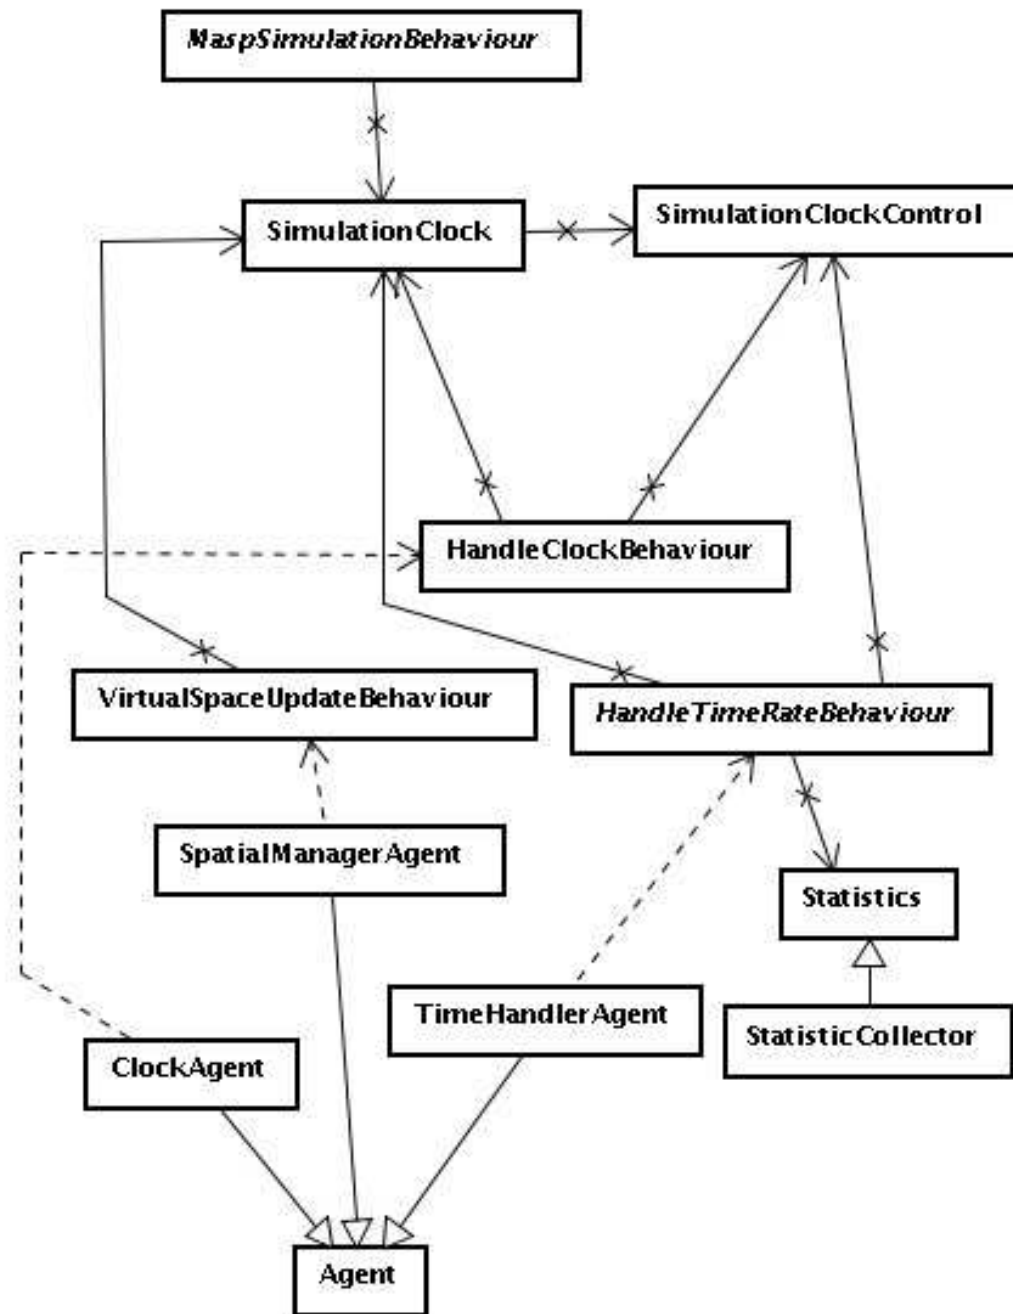 MaspSimulationBehaviour
SimulationClock
SimulationClockControl
HandleClockBehaviour
VirtualSpaceUpdateBehaviour
HandleTimeRateBehaviour
SpatialManagerAgent
Statistics
TimeHandlerAgent
StatisticCollector
ClockAgent
Agent